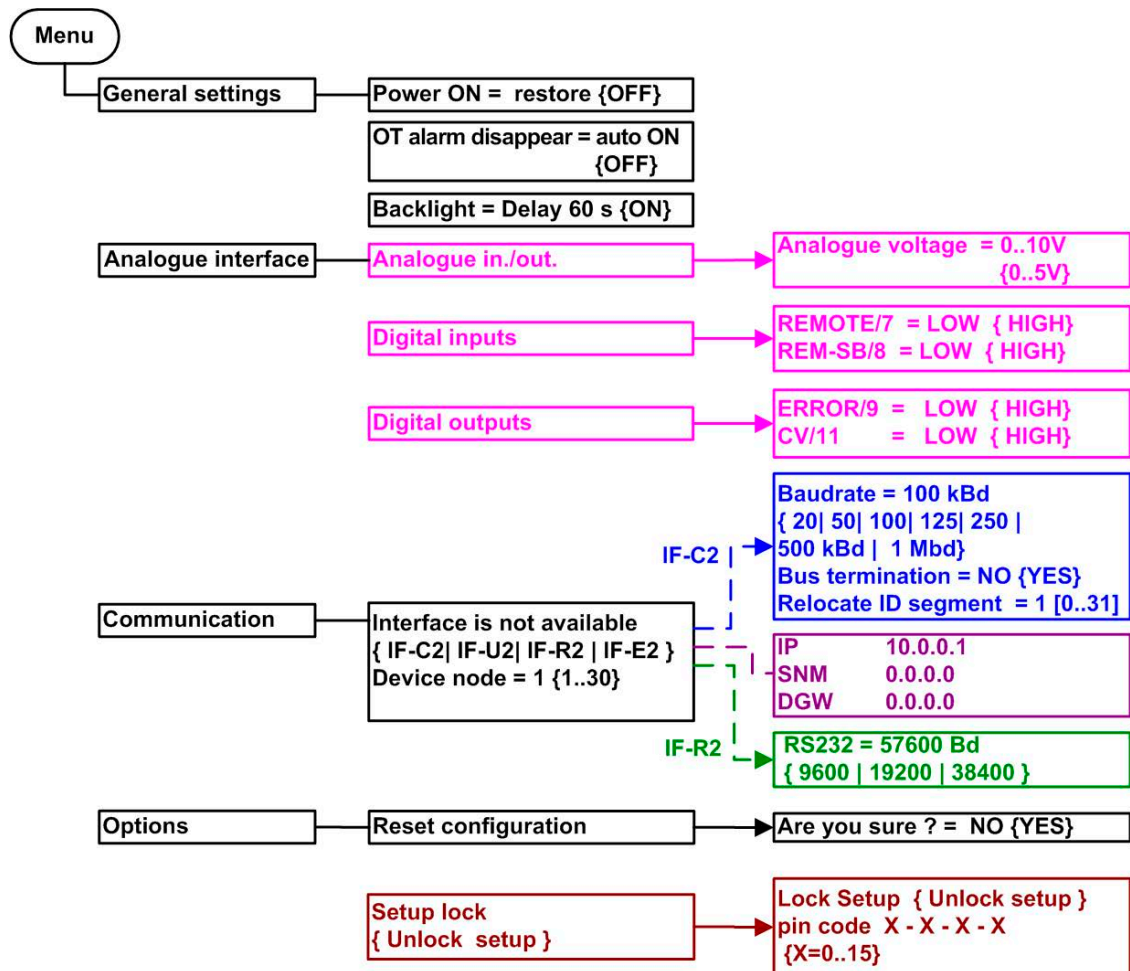 Menu
General settings
Power ON = restore {OFF}
OT alarm disappear = auto ON
{OFF}
Backlight = Delay 60 s {ON}
Analogue interface
Analogue in./out.
Analogue voltage = 0..10V
{0..5V}
Digital inputs
REMOTE/7 = LOW { HIGH}
REM-SB/8 = LOW { HIGH}
Digital outputs
ERROR/9 = LOW { HIGH}
CV/11 = LOW { HIGH}
Communication
Interface is not available
{ IF-C2| IF-U2| IF-R2 | IF-E2 }
Device node = 1 {1..30}
IF-C2
Baudrate = 100 kBd
{ 20| 50| 100| 125| 250 |
500 kBd | 1 Mbd}
Bus termination = NO {YES}
Relocate ID segment = 1 [0..31]
IP 10.0.0.1
SNM 0.0.0.0
DGW 0.0.0.0
IF-R2
RS232 = 57600 Bd
{ 9600 | 19200 | 38400 }
Options
Reset configuration
Are you sure ? = NO {YES}
Setup lock
{ Unlock setup }
Lock Setup { Unlock setup }
pin code X - X - X - X
{X=0..15}